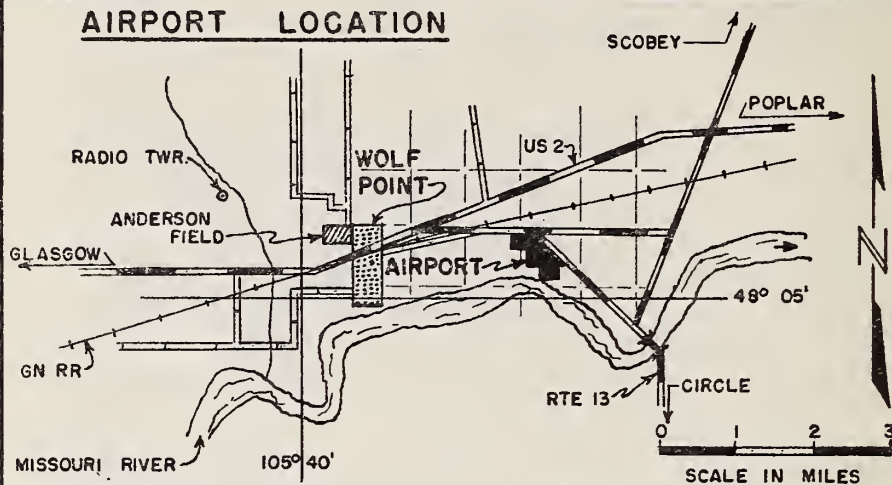 AIRPORT LOCATION
SCOBEY
POPLAR
US 2
RADIO TWR.
WOLF
POINT
ANDERSON
FIELD
GLASGOW
AIRPORT
N
48° 05'
GN RR
RTE 13
CIRCLE
0 1 2 3
MISSOURI RIVER
105° 40'
SCALE IN MILES